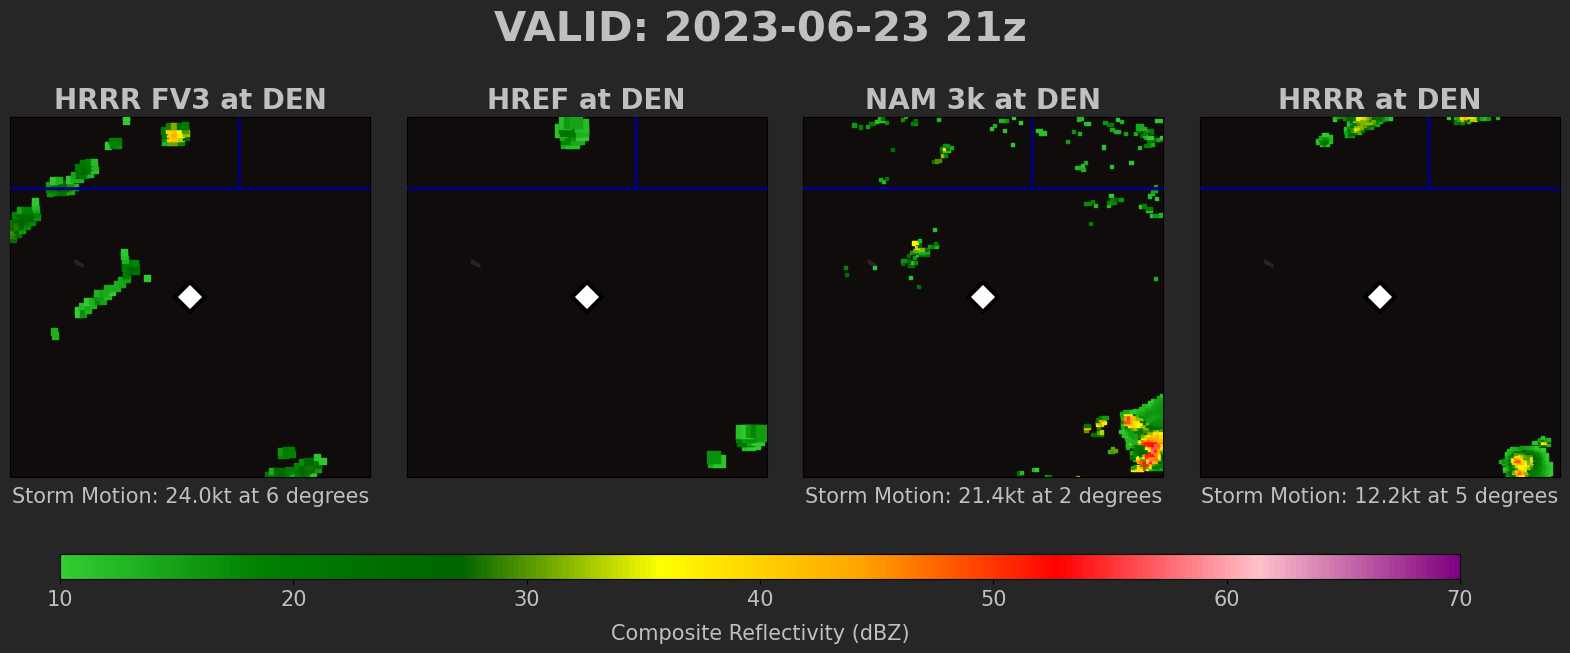 VALID: 2023-06-23 21z
HRRR FV3 at DEN
HREF at DEN
NAM 3k at DEN
HRRR at DEN
Storm Motion: 24.0kt at 6 degrees
Storm Motion: 21.4kt at 2 degrees
Storm Motion: 12.2kt at 5 degrees
10 20 30 40 50 60 70
Composite Reflectivity (dBZ)